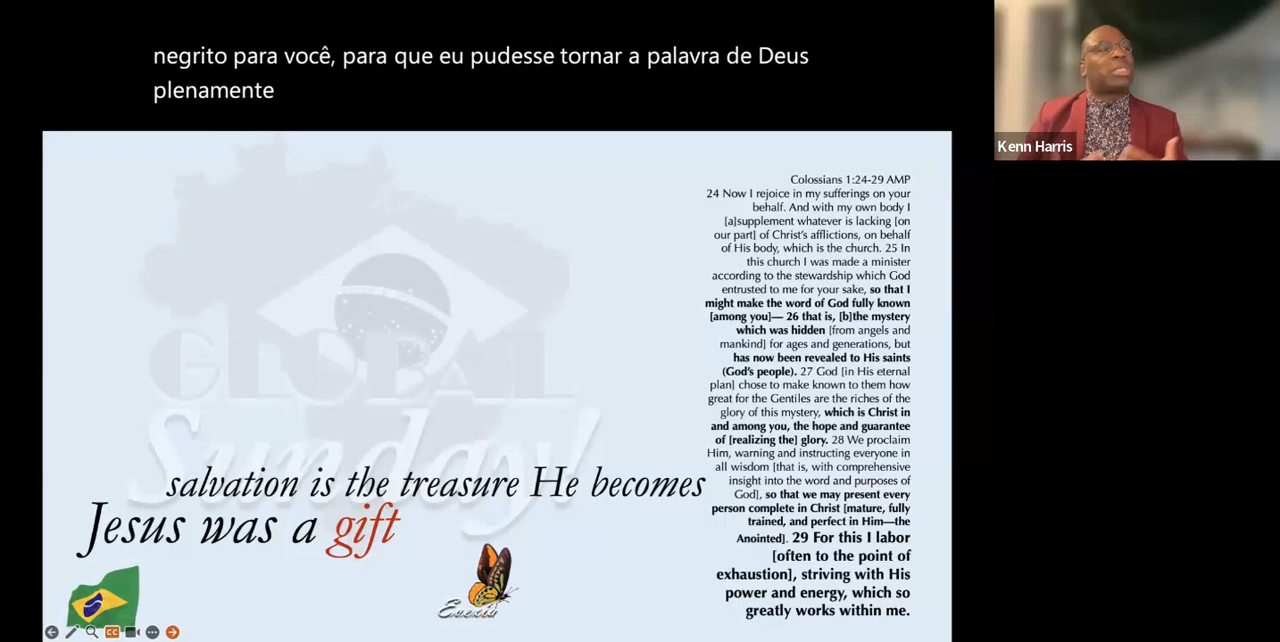 negrito para você, para que eu pudesse tornar a palavra de Deus
plenamente
Kenn Harris
Colossians 1:24-29 AMP
24 Now I rejoice in my sufferings on your
behalf. And with my own body I
[a]supplement whatever is lacking [on
our part] of Christ's afflictions, on behalf
of His body, which is the church. 25 In
this church I was made a minister
according to the stewardship which God
entrusted to me for your sake, so that I
might make the word of God fully known
[among you]— 26 that is, [b]the mystery
which was hidden [from angels and
mankind] for ages and generations, but
has now been revealed to His saints
(God's people). 27 God [in His eternal
plan] chose to make known to them how
great for the Gentiles are the riches of the
glory of this mystery, which is Christ in
and among you, the hope and guarantee
of [realizing the] glory. 28 We proclaim
Him, warning and instructing everyone in
all wisdom [that is, with comprehensive
insight into the word and purposes of
God], so that we may present every
person complete in Christ [mature, fully
trained, and perfect in Him—the
Anointed]. 29 For this I labor
[often to the point of
exhaustion], striving with His
power and energy, which so
greatly works within me.
GLOBAL
Sunday!
salvation is the treasure He becomes
Jesus was a gift
CC